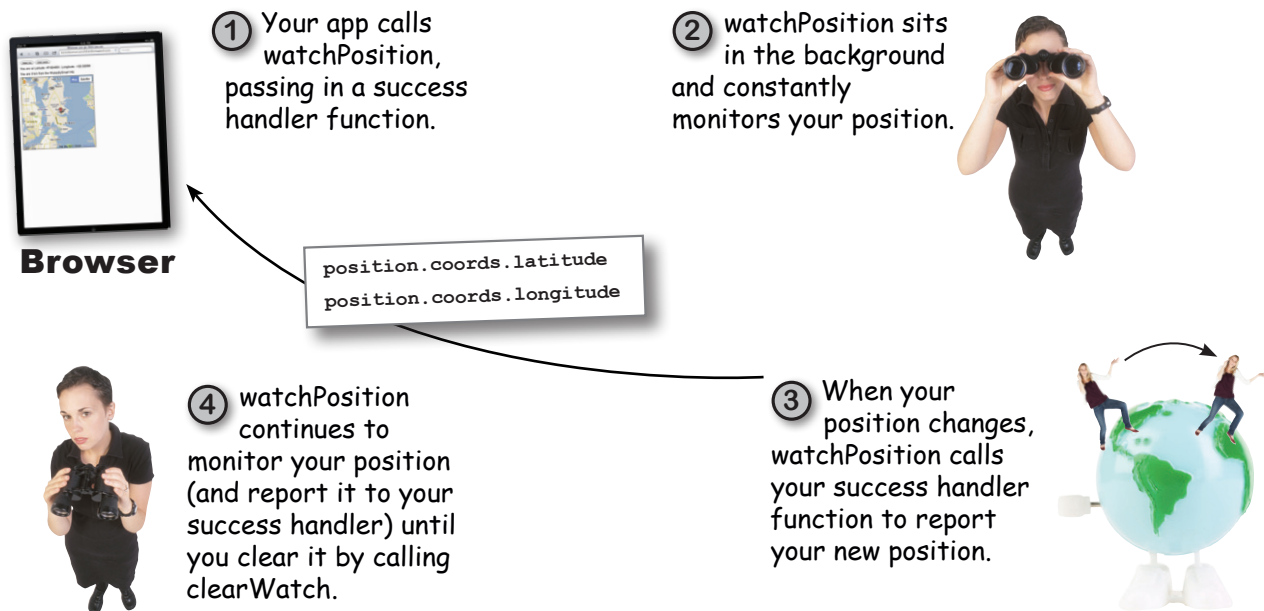 1 Your app calls
watchPosition,
passing in a success
handler function.
2 watchPosition sits
in the background
and constantly
monitors your position.
Browser
position.coords.latitude
position.coords.longitude
3 When your
position changes,
watchPosition calls
your success handler
function to report
your new position.
4 watchPosition
continues to
monitor your position
(and report it to your
success handler) until
you clear it by calling
clearWatch.